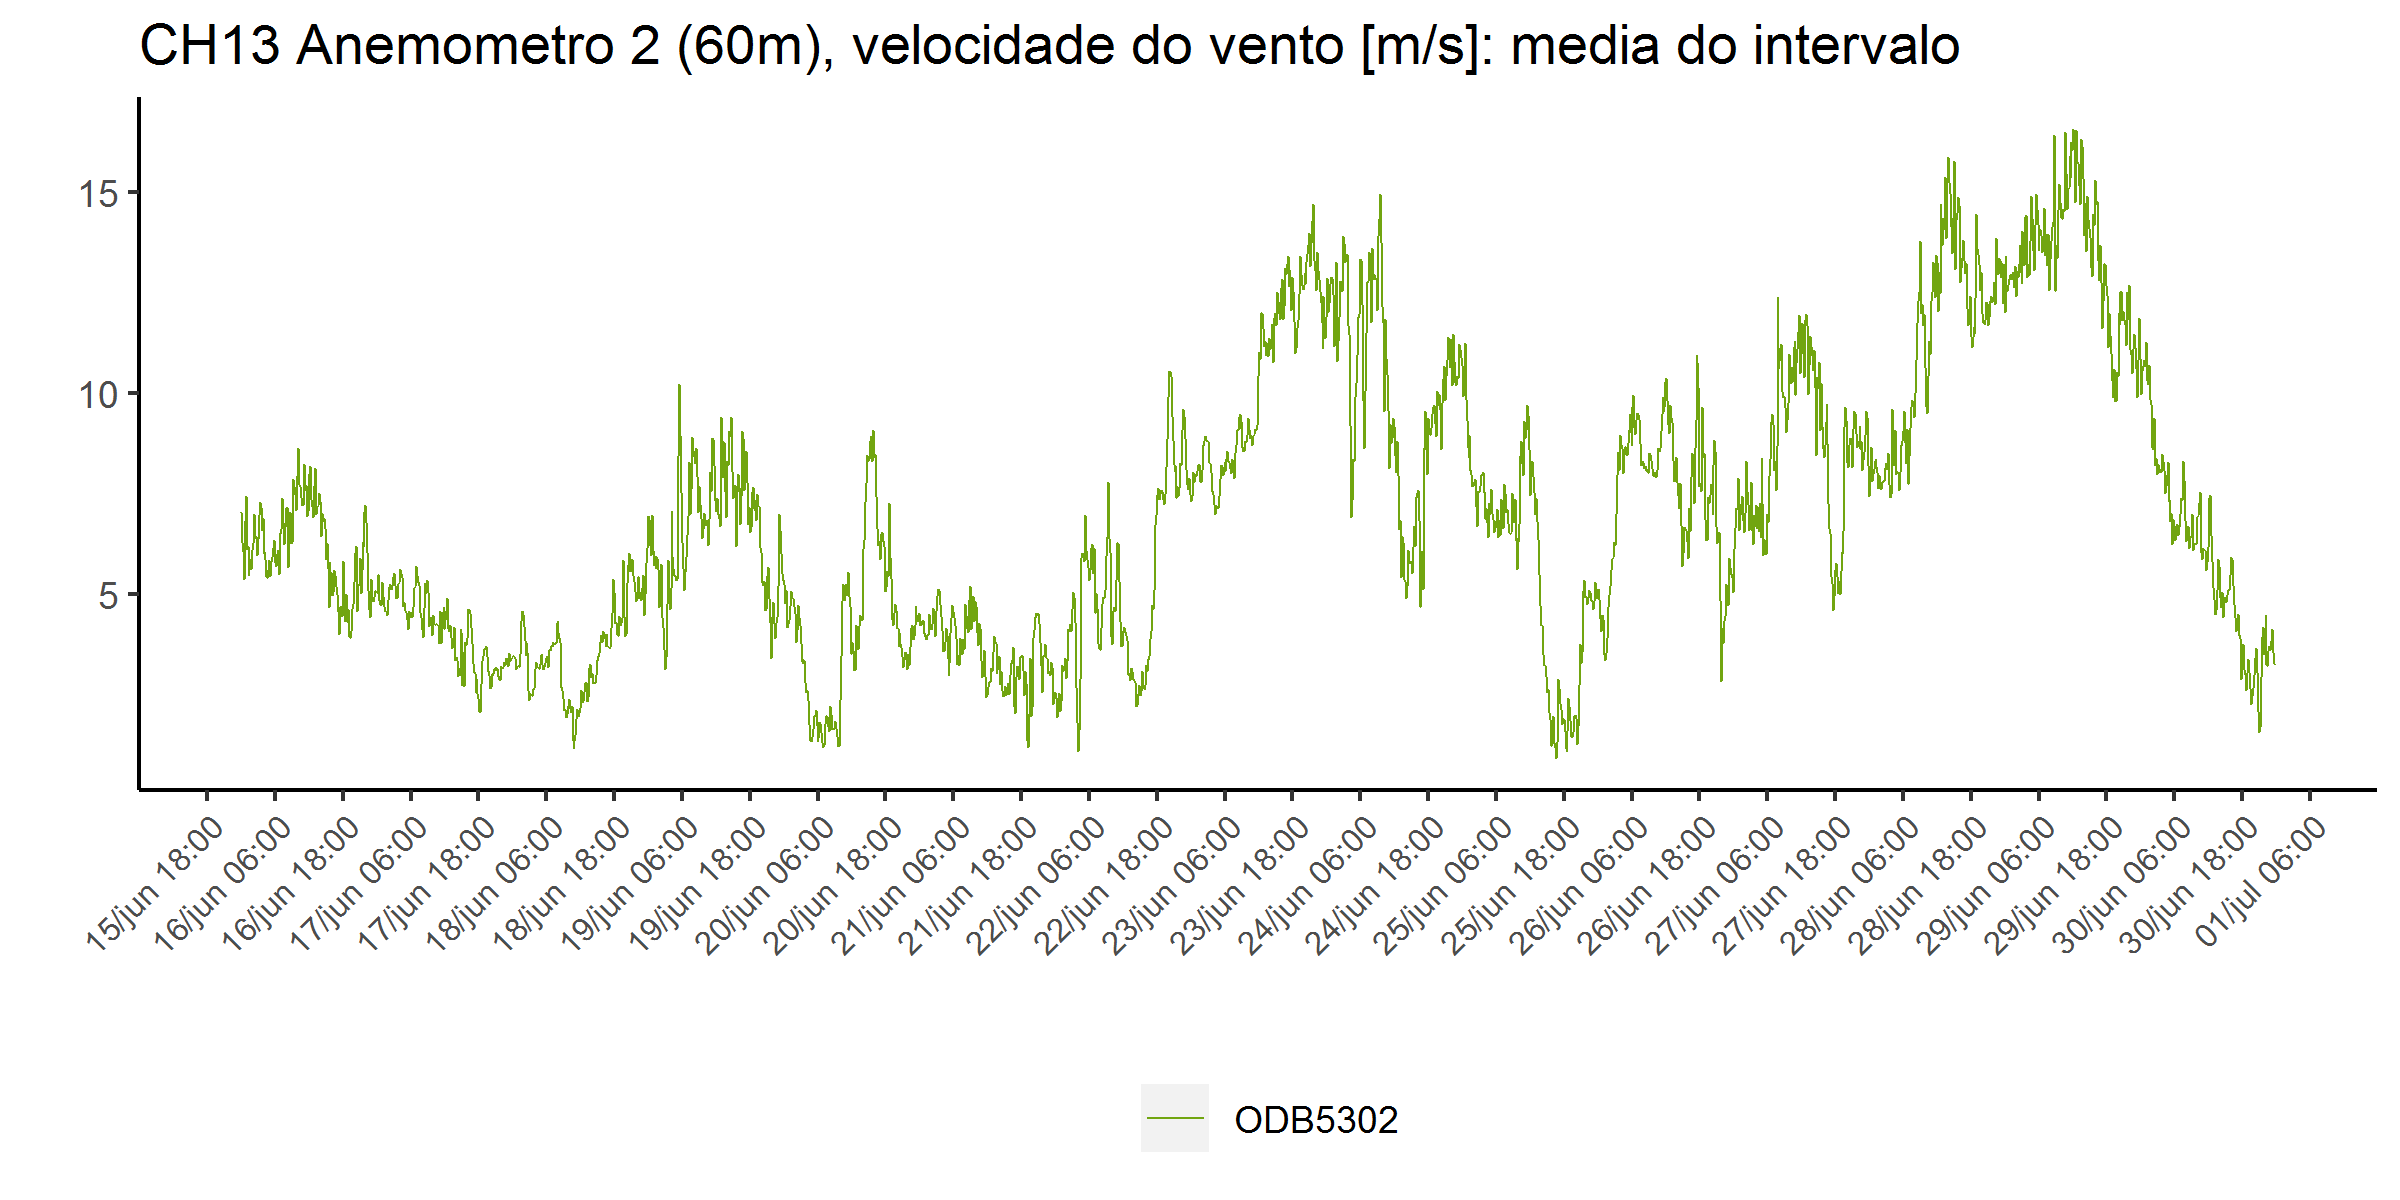 CH13 Anemometro 2 (60m), velocidade do vento [m/s]: media do intervalo
15
10
5
15/jun 18:00
16/jun 06:00
16/jun 18:00
17/jun 06:00
17/jun 18:00
18/jun 06:00
18/jun 18:00
19/jun 06:00
19/jun 18:00
20/jun 06:00
20/jun 18:00
21/jun 06:00
21/jun 18:00
22/jun 06:00
22/jun 18:00
23/jun 06:00
23/jun 18:00
24/jun 06:00
24/jun 18:00
25/jun 06:00
25/jun 18:00
26/jun 06:00
26/jun 18:00
27/jun 06:00
27/jun 18:00
28/jun 06:00
28/jun 18:00
29/jun 06:00
29/jun 18:00
30/jun 06:00
30/jun 18:00
01/jul 06:00
ODB5302